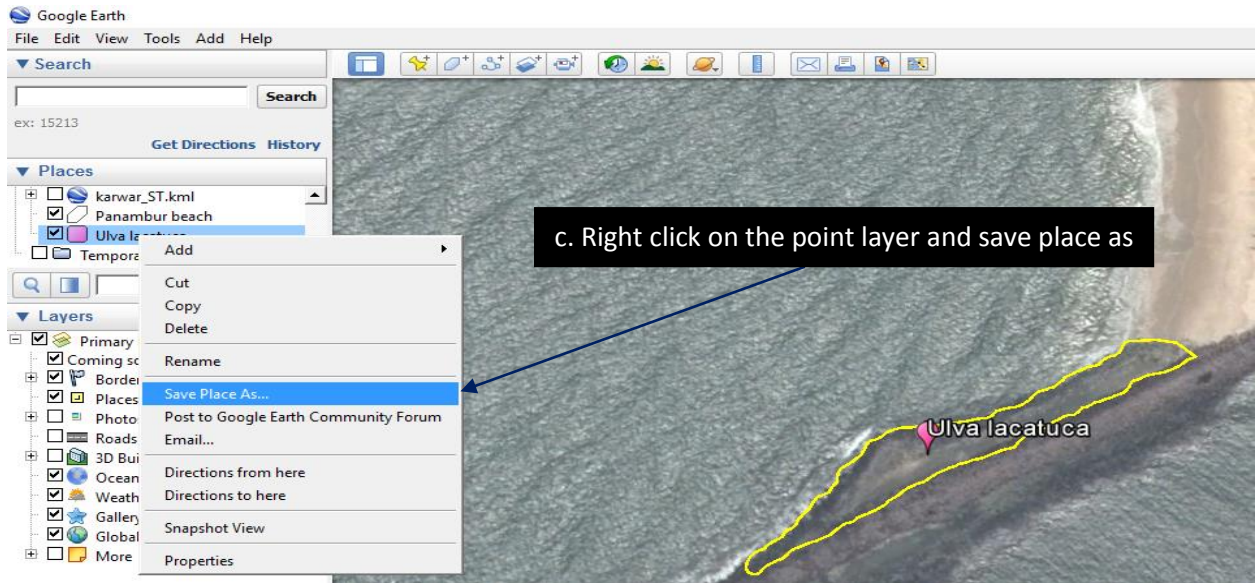 Google Earth
File Edit View Tools Add Help
Search
Search
ex: 15213
Get Directions History
Places
karwar_ST.kml
Panambur beach
Ulva
Tempora
Layers
Primary
Coming sc
Border
Places
Photo
Roads
3D Bui
Ocean
Weath
Gallery
Global
More
Add
Cut
Copy
Delete
Rename
Save Place As...
Post to Google Earth Community Forum
Email...
Directions from here
Directions to here
Snapshot View
Properties
c. Right click on the point layer and save place as
Ulva lacatuca